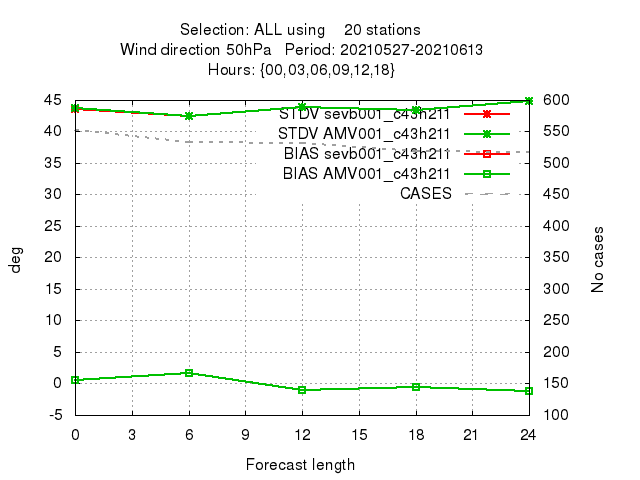 Selection: ALL using 20 stations
Wind direction 50hPa Period: 20210527-20210613
Hours: {00,03,06,09,12,18}
STDV sevb001_c43h211
STDV AMV001_c43h211
BIAS sevb001_c43h211
BIAS AMV001_c43h211
CASES
45
40
35
30
25
20
15
10
5
0
-5
deg
600
550
500
450
400
350
300
250
200
150
100
No cases
0 3 6 9 12 15 18 21 24
Forecast length